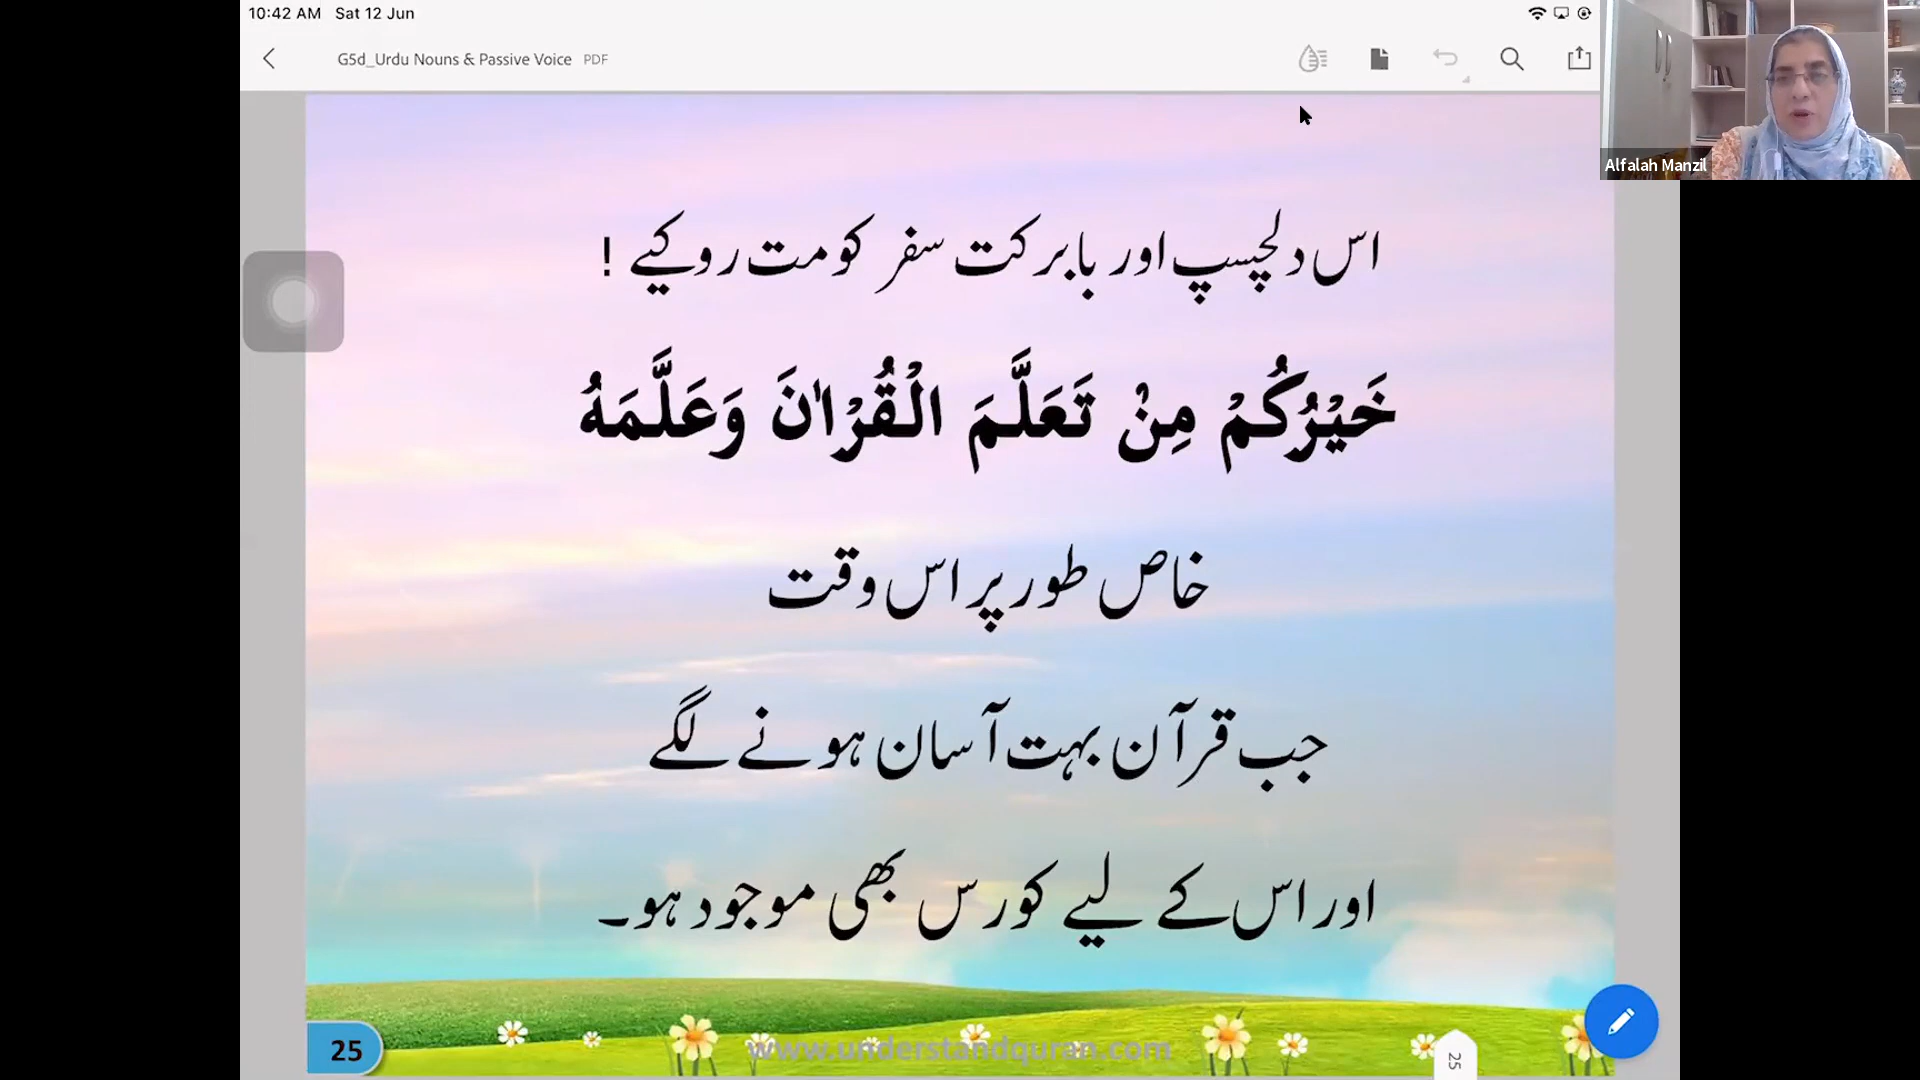 10:42 AM Sat 12 Jun
G5d_Urdu Nouns & Passive Voice PDF
Alfalah Manzil
اس دلچسپ اور بابرکت سفر کو مت روکیے !
خَيْرُكُمْ مِنْ تَعَلَّمَ الْقُرْاٰنَ وَعَلَّمَهُ
خاص طور پر اس وقت
جب قرآن بہت آسان ہونے لگے
اور اس کے لیے کورس بھی موجود ہو۔
25
www.understandquran.com
25